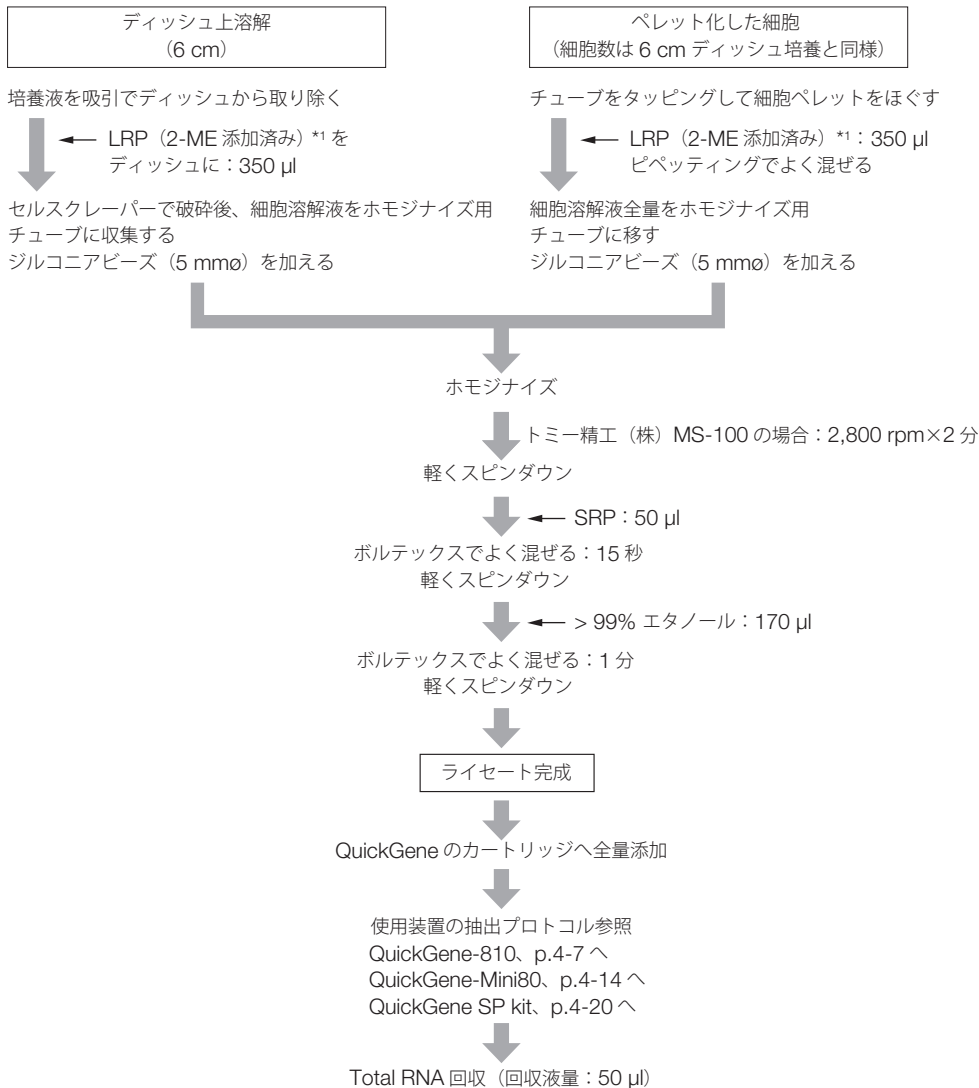 ディッシュ上溶解
（6 cm）
培養液を吸引でディッシュから取り除く
LRP（2-ME 添加済み）*1 を
ディッシュに：350 µl
セルスクレーパーで破砕後、細胞溶解液をホモジナイズ用
チューブに収集する
ジルコニアビーズ（5 mmø）を加える
ペレット化した細胞
（細胞数は 6 cm ディッシュ培養と同様）
チューブをタッピングして細胞ペレットをほぐす
LRP（2-ME 添加済み）*1：350 µl
ピペッティングでよく混ぜる
細胞溶解液全量をホモジナイズ用
チューブに移す
ジルコニアビーズ（5 mmø）を加える
ホモジナイズ
トミー精工（株）MS-100 の場合：2,800 rpm×2 分
軽くスピンダウン
SRP：50 µl
ボルテックスでよく混ぜる：15 秒
軽くスピンダウン
> 99% エタノール：170 µl
ボルテックスでよく混ぜる：1 分
軽くスピンダウン
ライセート完成
QuickGene のカートリッジへ全量添加
使用装置の抽出プロトコル参照
QuickGene-810、p.4-7 へ
QuickGene-Mini80、p.4-14 へ
QuickGene SP kit、p.4-20 へ
Total RNA 回収（回収液量：50 µl）